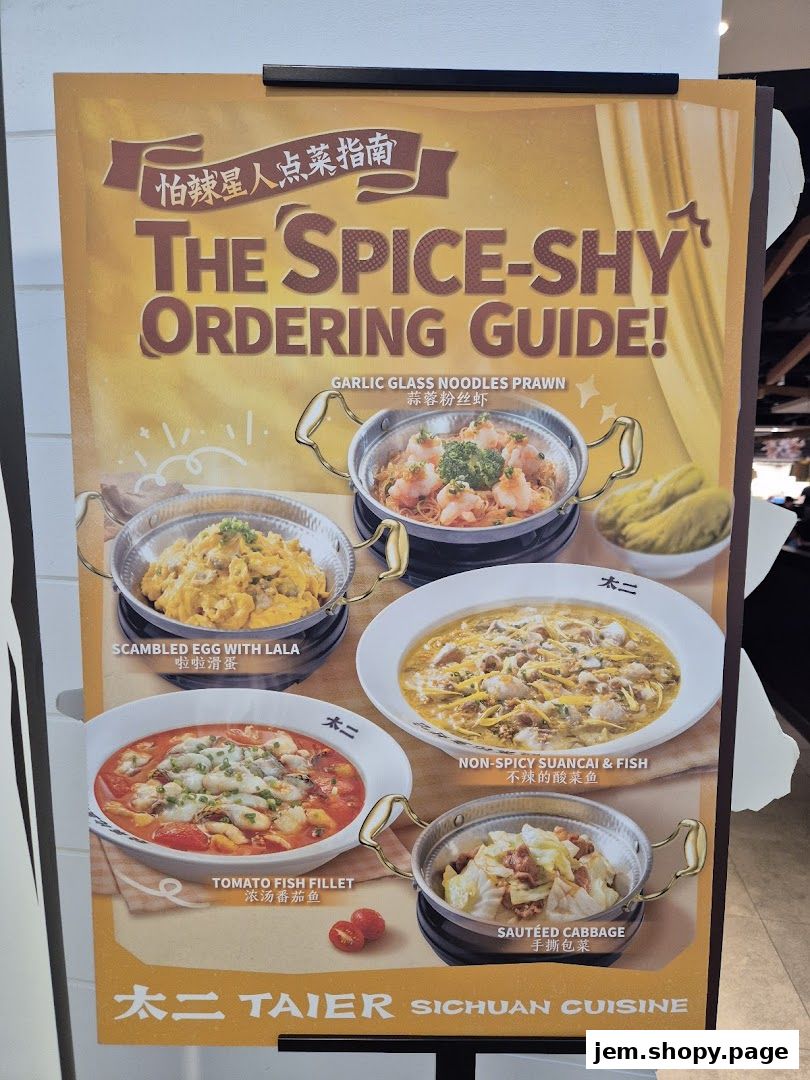 怕辣星人点菜指南
THE SPICE-SHY
ORDERING GUIDE!
GARLIC GLASS NOODLES PRAWN
蒜蓉粉丝虾
SCAMBLED EGG WITH LALA
啦啦滑蛋
太二
NON-SPICY SUANCAI & FISH
不辣的酸菜鱼
太二
TOMATO FISH FILLET
浓汤番茄鱼
SAUTÉED CABBAGE
手撕包菜
太二 TAIER SICHUAN CUISINE
jem.shopy.page